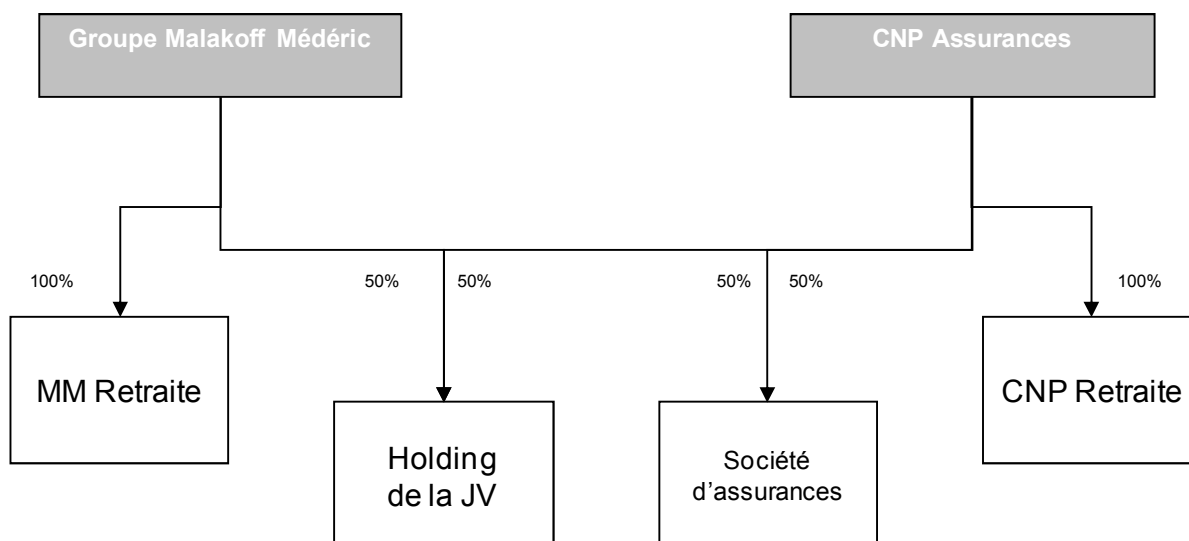 Groupe Malakoff Médéric
CNP Assurances
100%
50%
50%
50%
50%
100%
MM Retraite
CNP Retraite
Holding
de la JV
Société
d’assurances